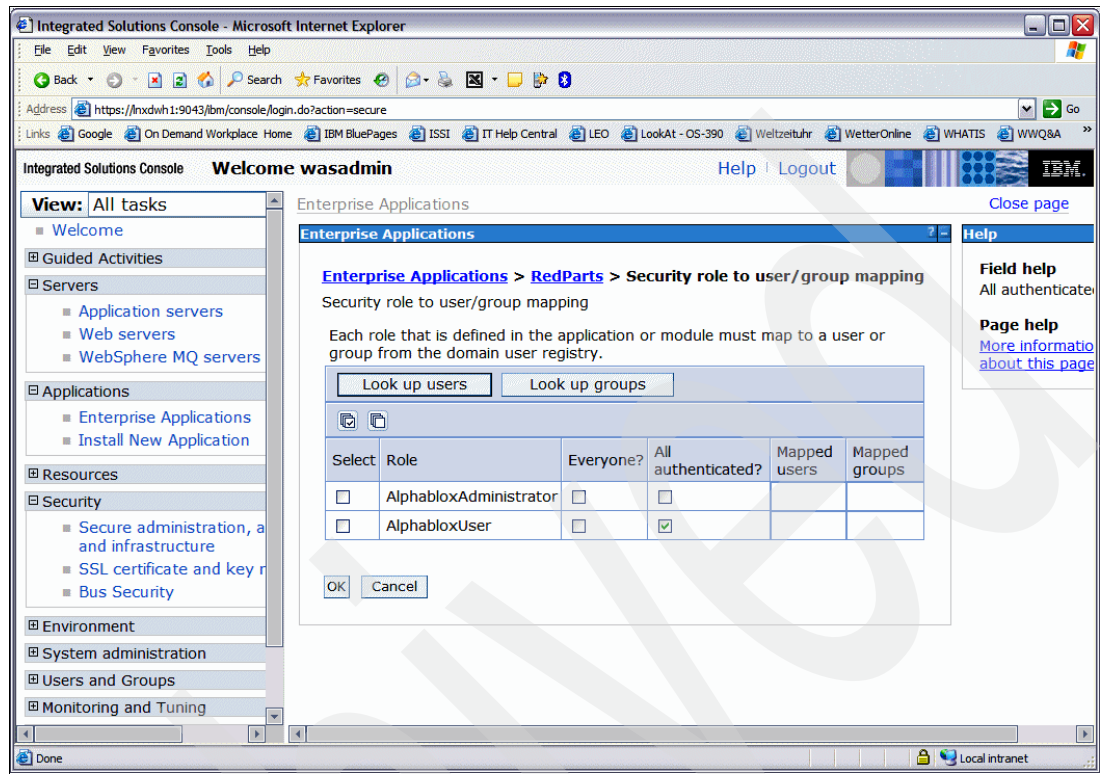 Integrated Solutions Console - Microsoft Internet Explorer
File Edit View Favorites Tools Help
Back Search Favorites
Address https://lnxdwh1:9043/ibm/console/login.do?action=secure Go
Links Google On Demand Workplace Home IBM BluePages ISSI IT Help Central LEO LookAt - OS-390 Weltzeituhr WetterOnline WHATIS WWQ&A »
Integrated Solutions Console Welcome wasadmin Help Logout IBM.
View: All tasks
Welcome
Guided Activities
Servers
Application servers
Web servers
WebSphere MQ servers
Applications
Enterprise Applications
Install New Application
Resources
Security
Secure administration, a
and infrastructure
SSL certificate and key r
Bus Security
Environment
System administration
Users and Groups
Monitoring and Tuning
Enterprise Applications Close page
Enterprise Applications ? -
Enterprise Applications > RedParts > Security role to user/group mapping
Security role to user/group mapping
Each role that is defined in the application or module must map to a user or
group from the domain user registry.
Look up users Look up groups
Select Role Everyone? All authenticated? Mapped users Mapped groups
AlphabloxAdministrator
AlphabloxUser
OK Cancel
Help
Field help
All authenticate
Page help
More informatio
about this page
Done Local intranet